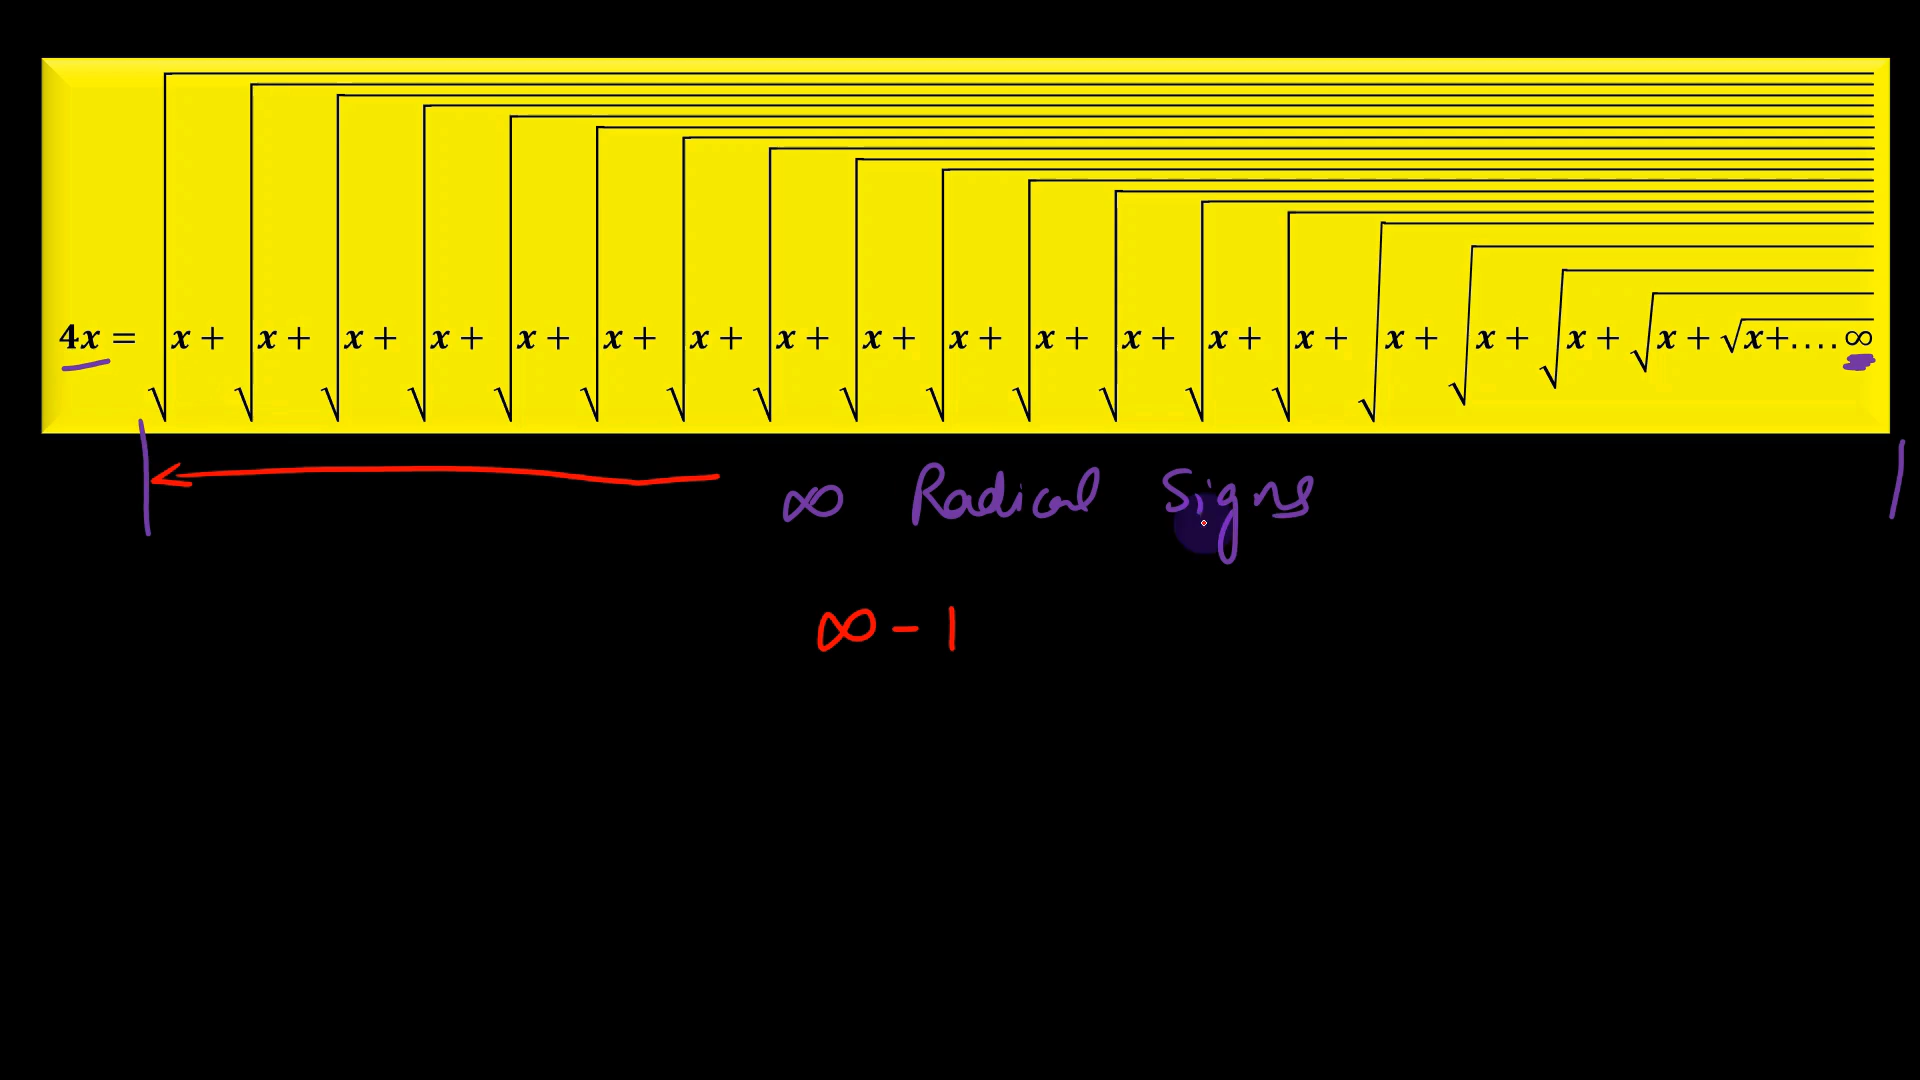 4x = √x + √x + √x + √x + √x + √x + √x + √x + √x + √x + √x + √x + √x + √x + √x + √x + √x + √x + √x+....∞
∞ Radical Signs
∞ - 1